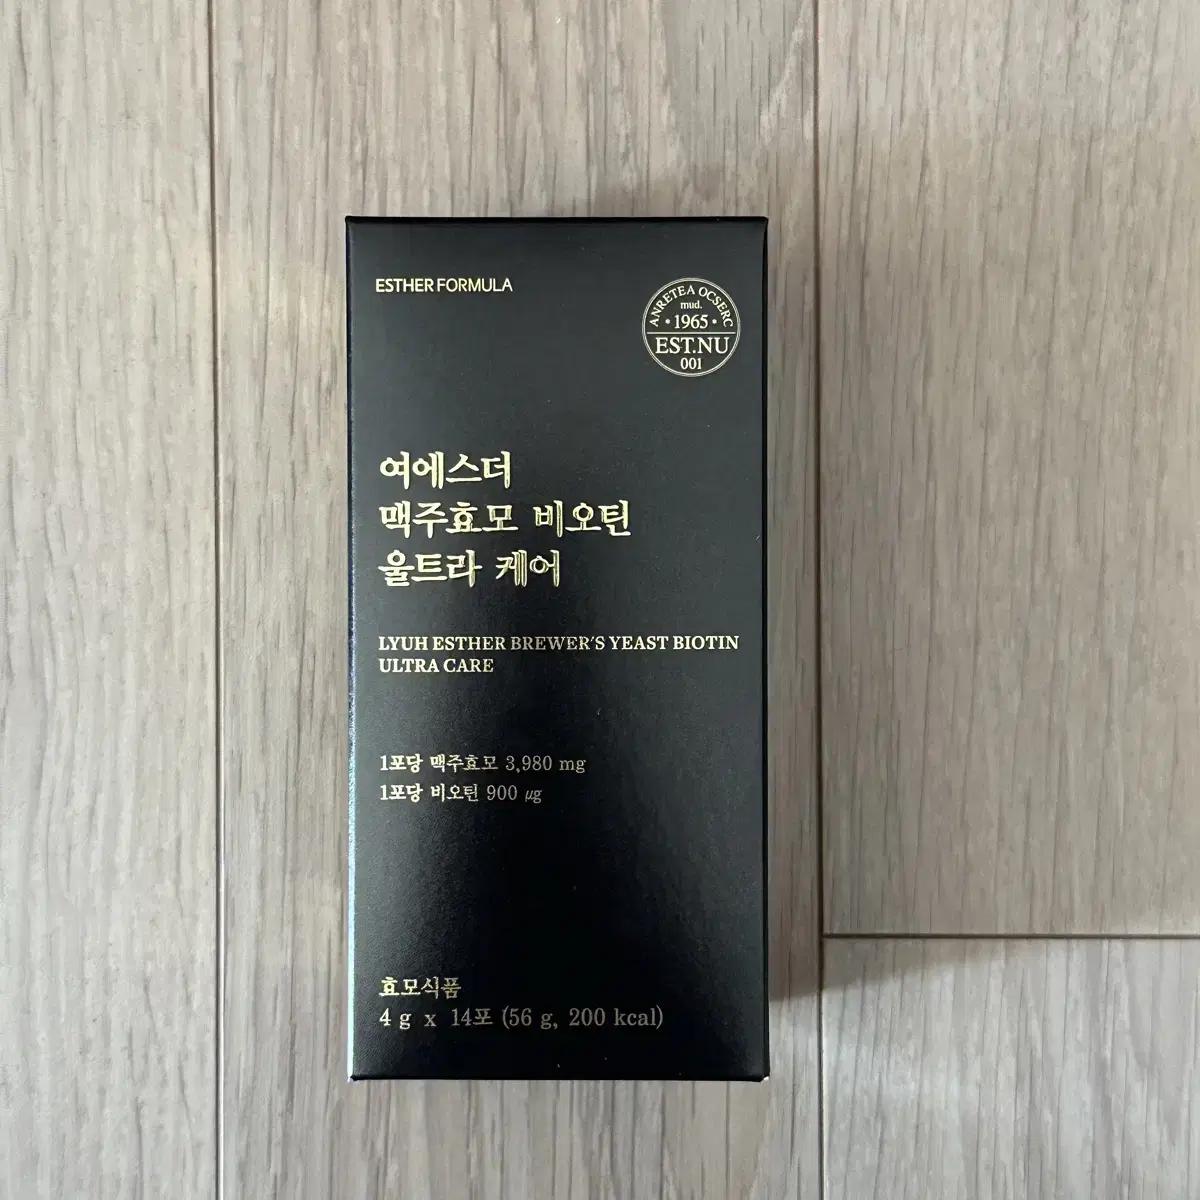 ESTHER FORMULA
ANRETEA OCSERC
mud.
• 1965 •
EST.NU
001
여에스더
맥주효모 비오틴
울트라 케어
LYUH ESTHER BREWER'S YEAST BIOTIN
ULTRA CARE
1포당 맥주효모 3,980 mg
1포당 비오틴 900 ㎍
효모식품
4 g x 14포 (56 g, 200 kcal)